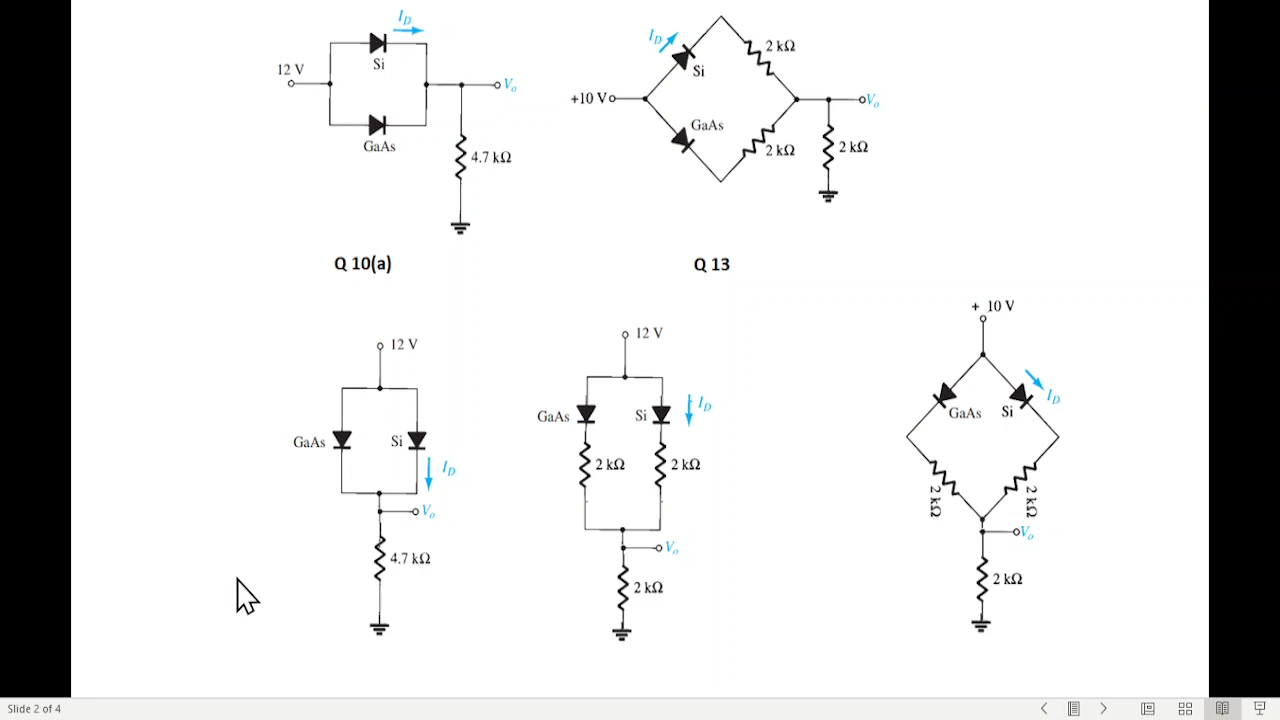 I_D
Si
12 V
V_o
GaAs
4.7 kΩ
Q 10(a)
I_D
2 kΩ
Si
+10 V
V_o
GaAs
2 kΩ
2 kΩ
Q 13
12 V
GaAs
Si
I_D
V_o
4.7 kΩ
12 V
GaAs
Si
I_D
2 kΩ
2 kΩ
V_o
2 kΩ
+ 10 V
GaAs
Si
I_D
2 kΩ
2 kΩ
V_o
2 kΩ
Slide 2 of 4